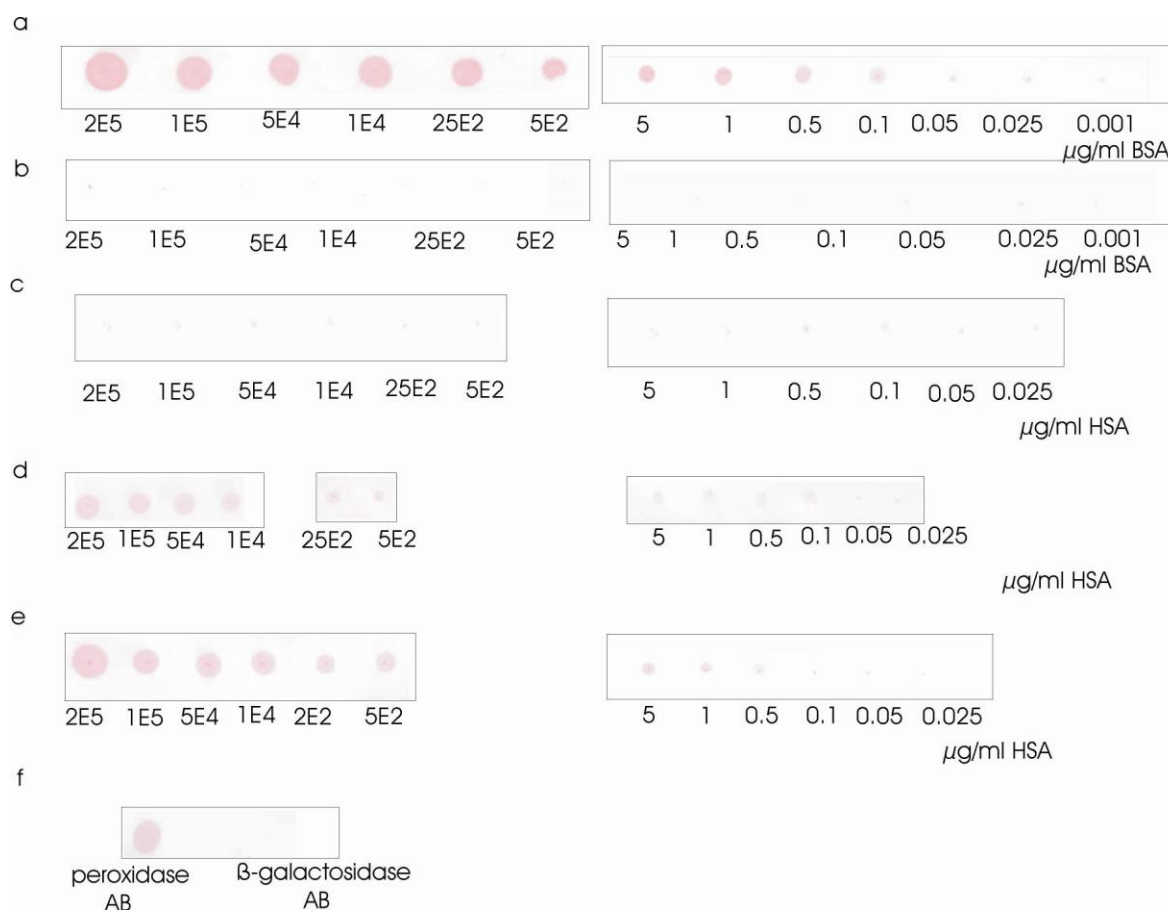 a
2E5 1E5 5E4 1E4 25E2 5E2 5 1 0.5 0.1 0.05 0.025 0.001
µg/ml BSA
b
2E5 1E5 5E4 1E4 25E2 5E2 5 1 0.5 0.1 0.05 0.025 0.001
µg/ml BSA
c
2E5 1E5 5E4 1E4 25E2 5E2 5 1 0.5 0.1 0.05 0.025
µg/ml HSA
d
2E5 1E5 5E4 1E4 25E2 5E2 5 1 0.5 0.1 0.05 0.025
µg/ml HSA
e
2E5 1E5 5E4 1E4 2E2 5E2 5 1 0.5 0.1 0.05 0.025
µg/ml HSA
f
peroxidase ß-galactosidase
AB AB